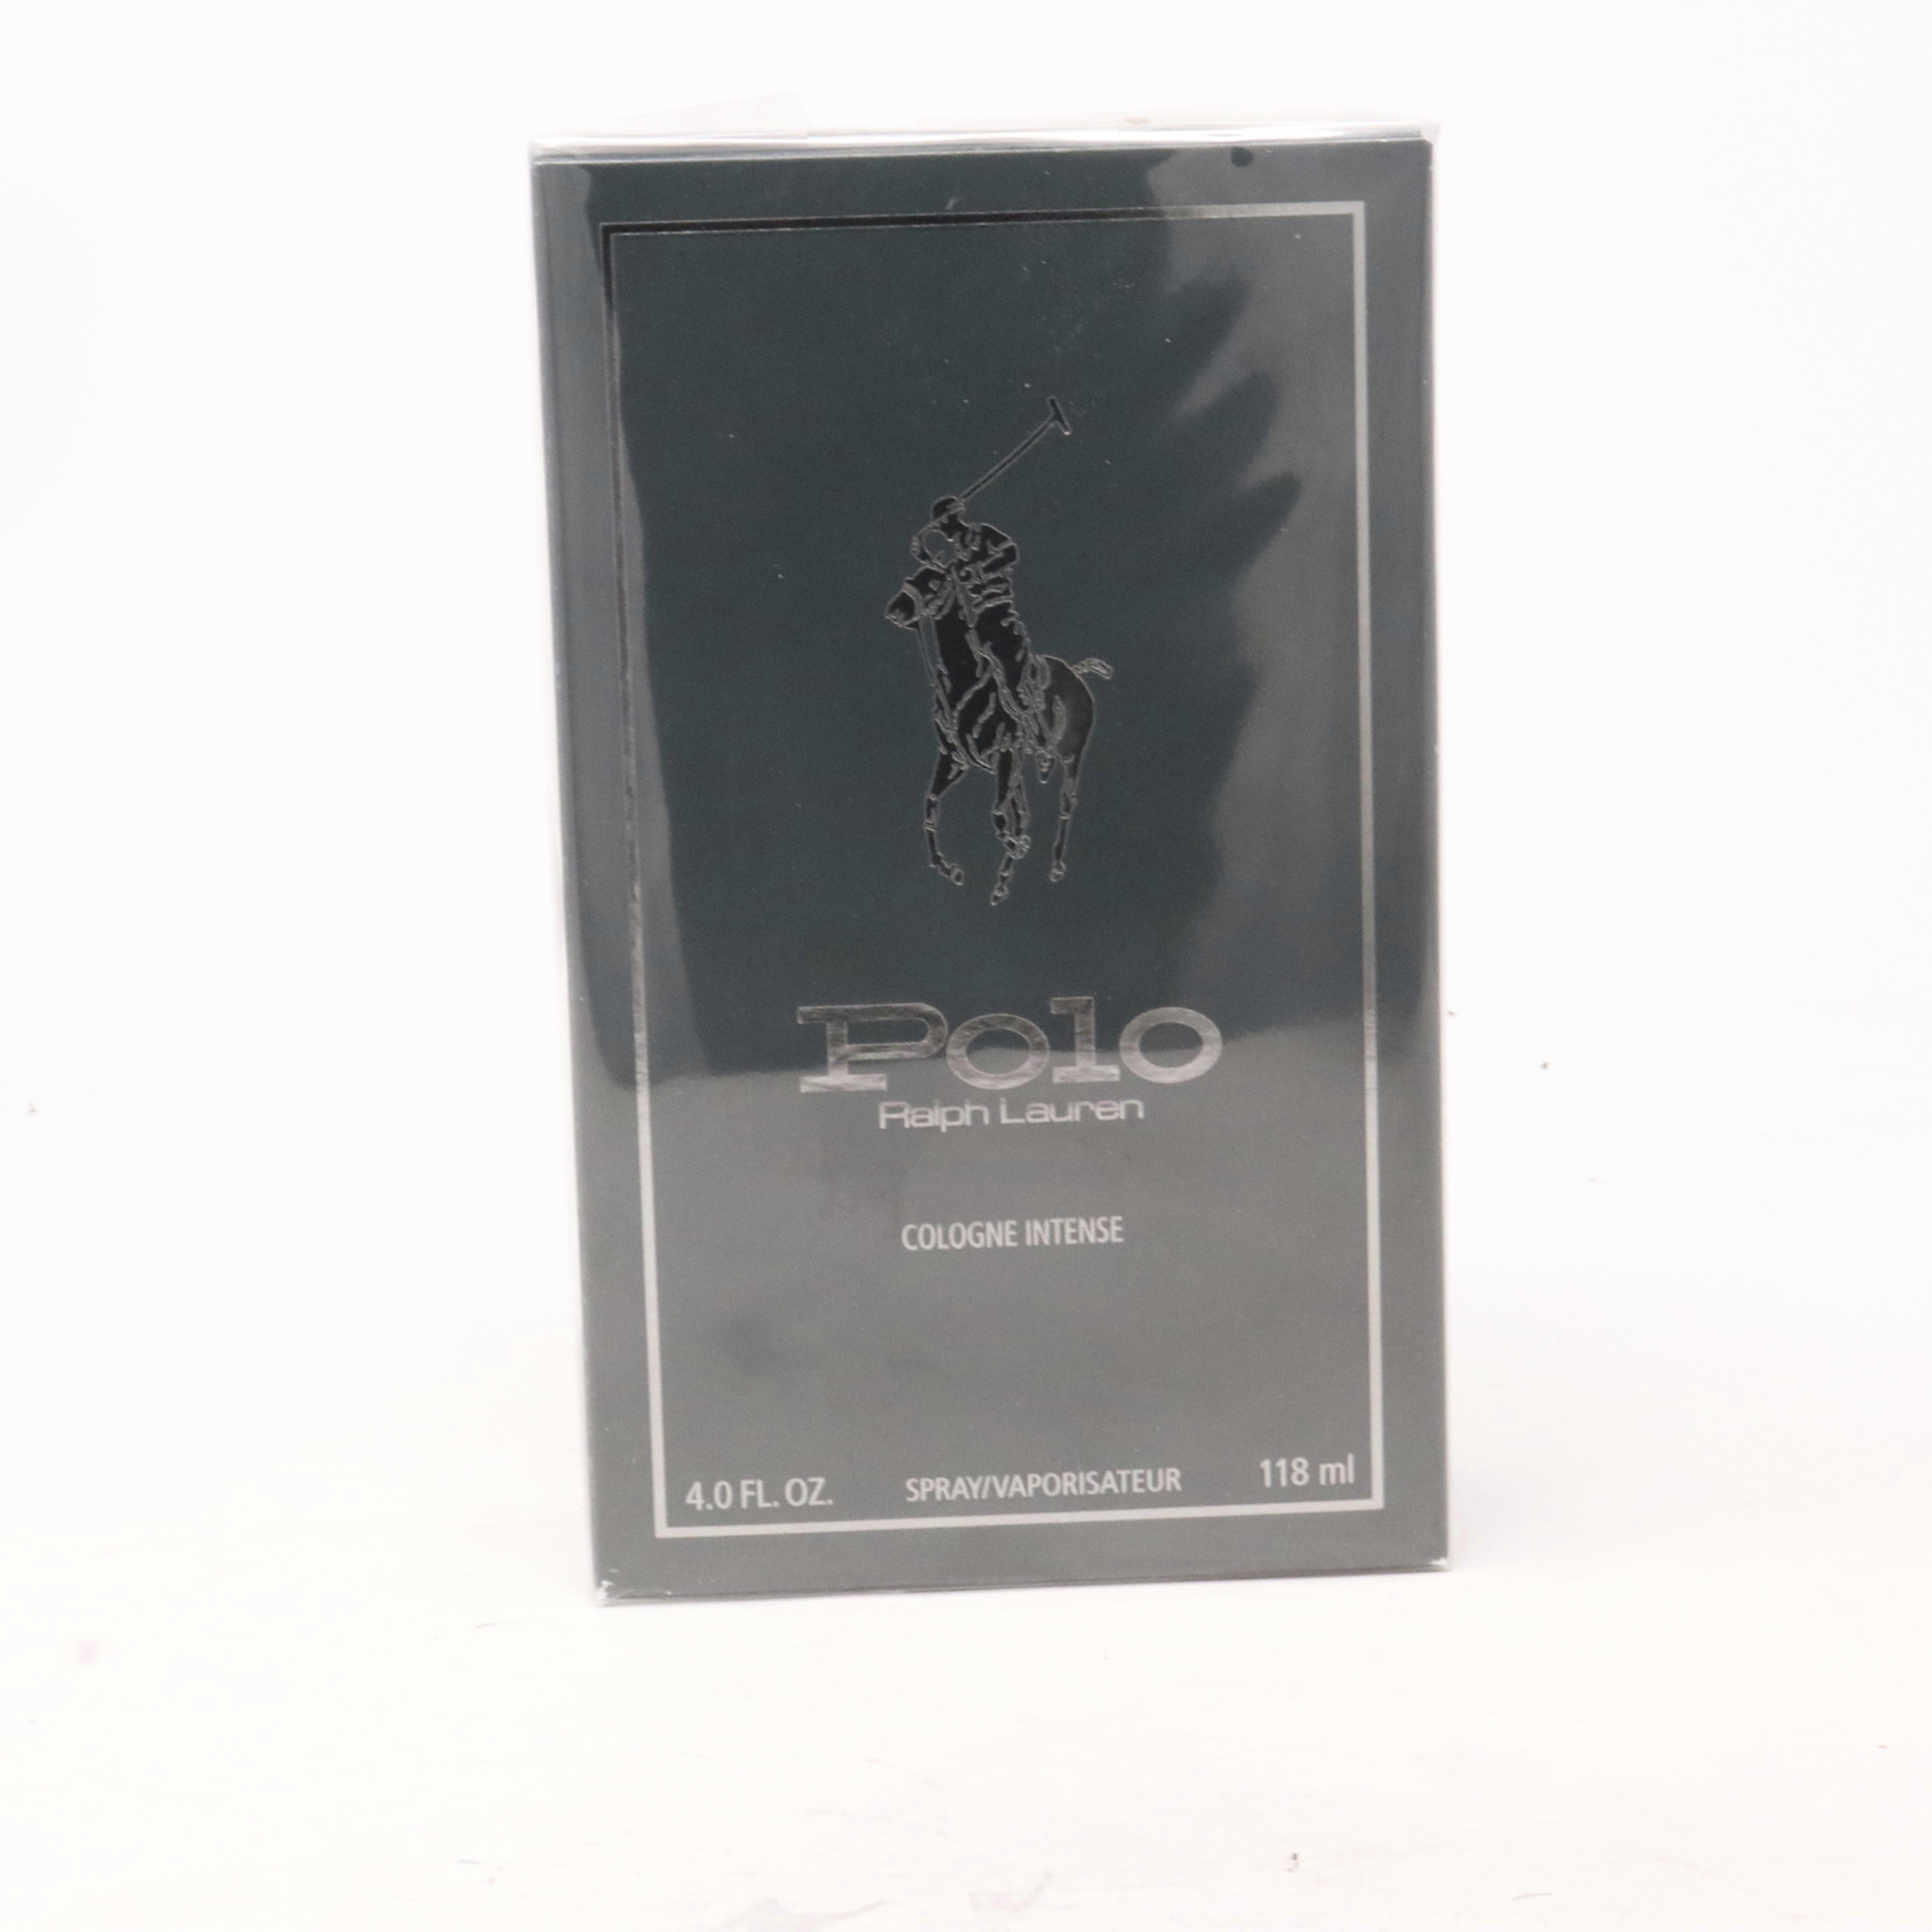 Polo
Ralph Lauren
COLOGNE INTENSE
4.0 FL. OZ. SPRAY/VAPORISATEUR 118 ml